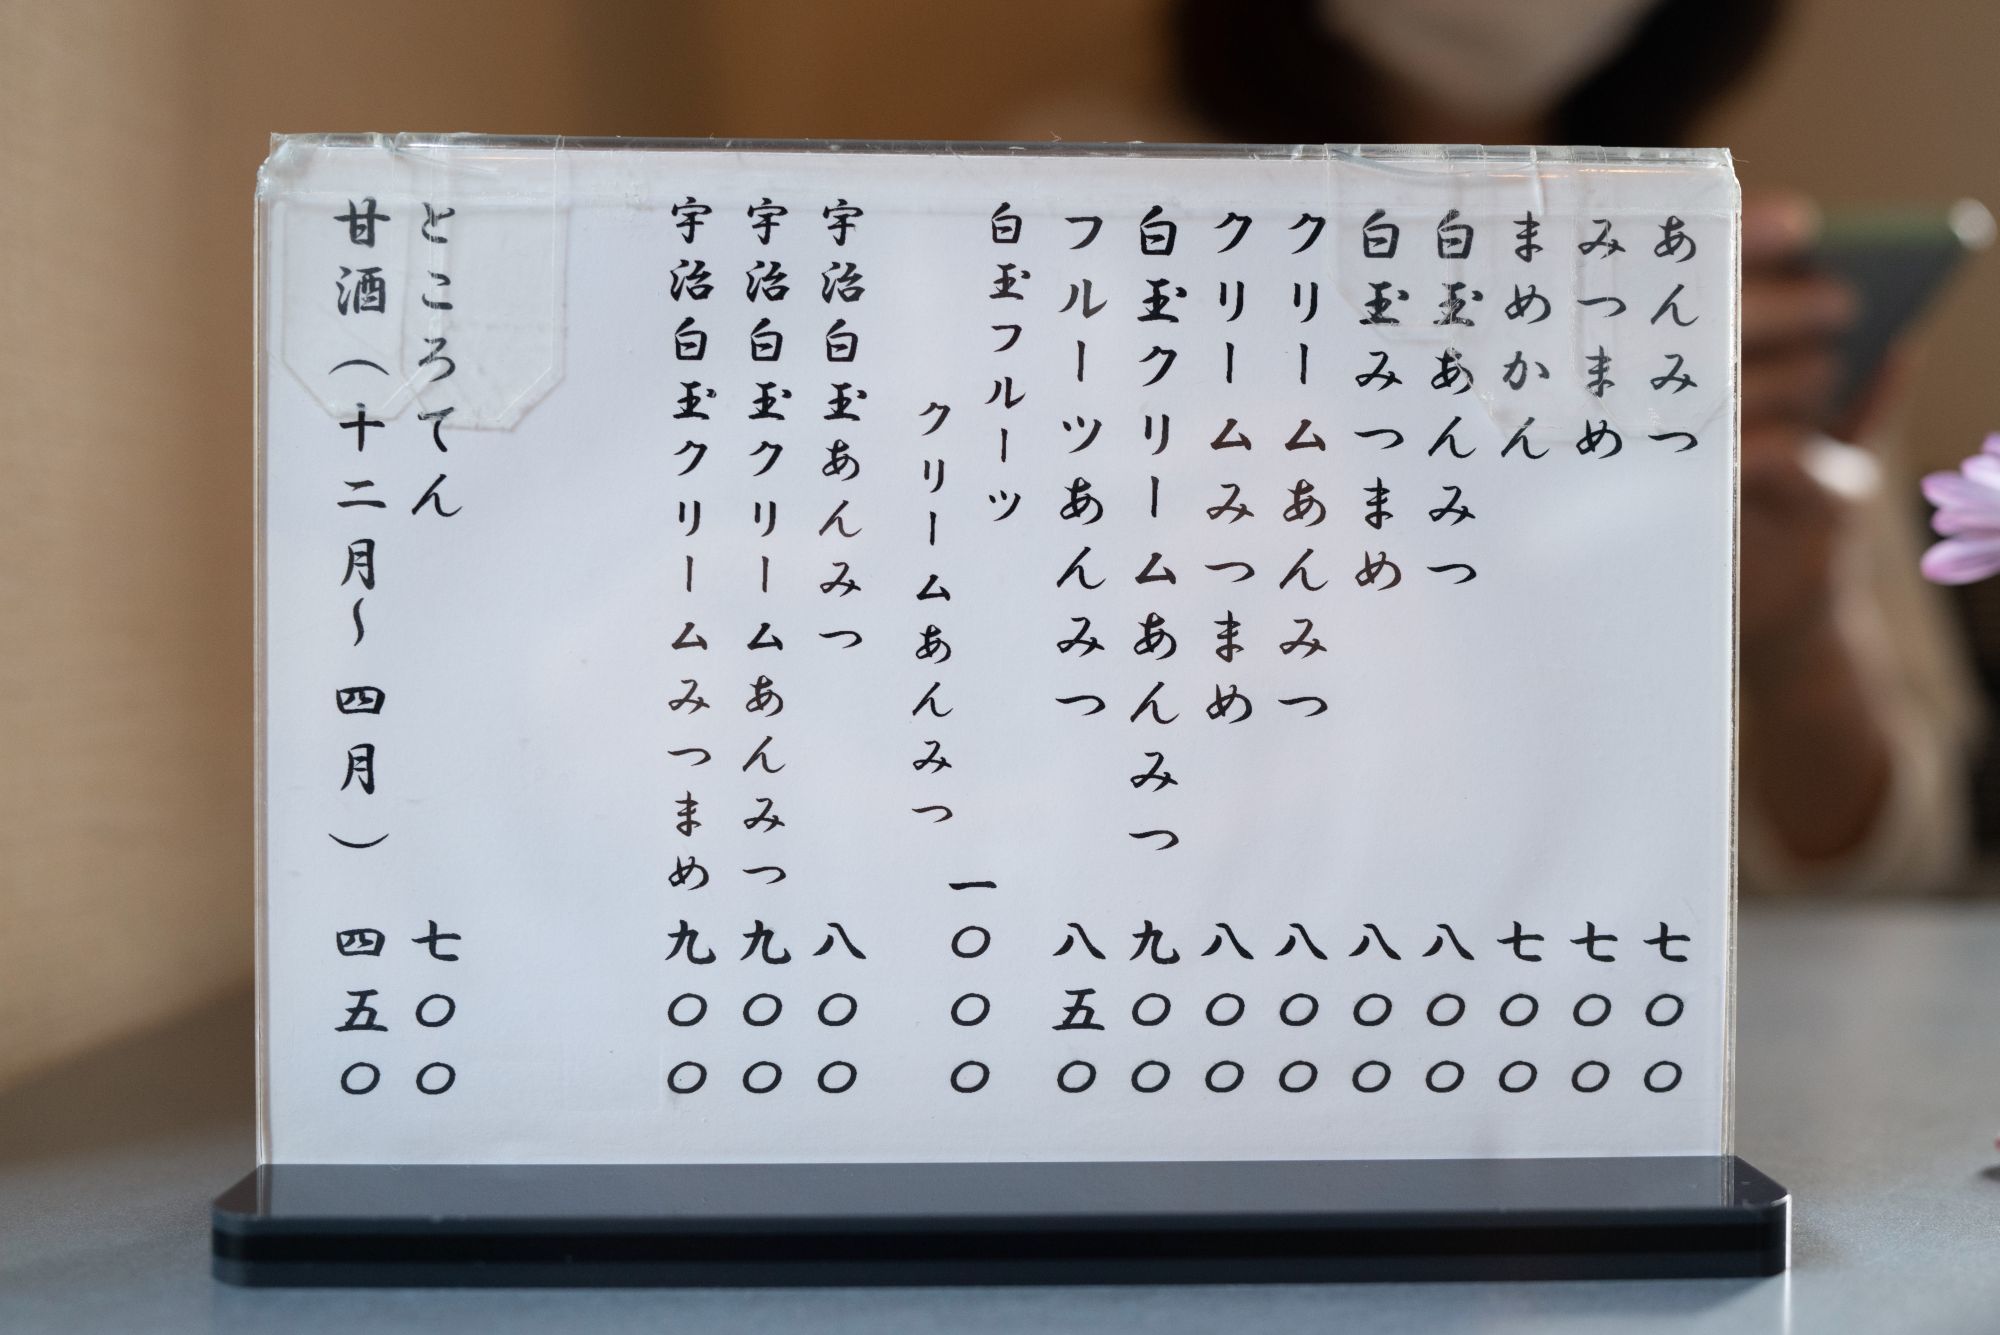 あんみつ 七〇〇
みつまめ 七〇〇
まめかん 七〇〇
白玉あんみつ 八〇〇
白玉みつまめ 八〇〇
クリームあんみつ 八〇〇
クリームみつまめ 八〇〇
白玉クリームあんみつ 九〇〇
フルーツあんみつ 八五〇
白玉フルーツ
クリームあんみつ 一〇〇〇
宇治白玉あんみつ 八〇〇
宇治白玉クリームあんみつ 九〇〇
宇治白玉クリームみつまめ 九〇〇
ところてん 七〇〇
甘酒(十二月〜四月) 四五〇